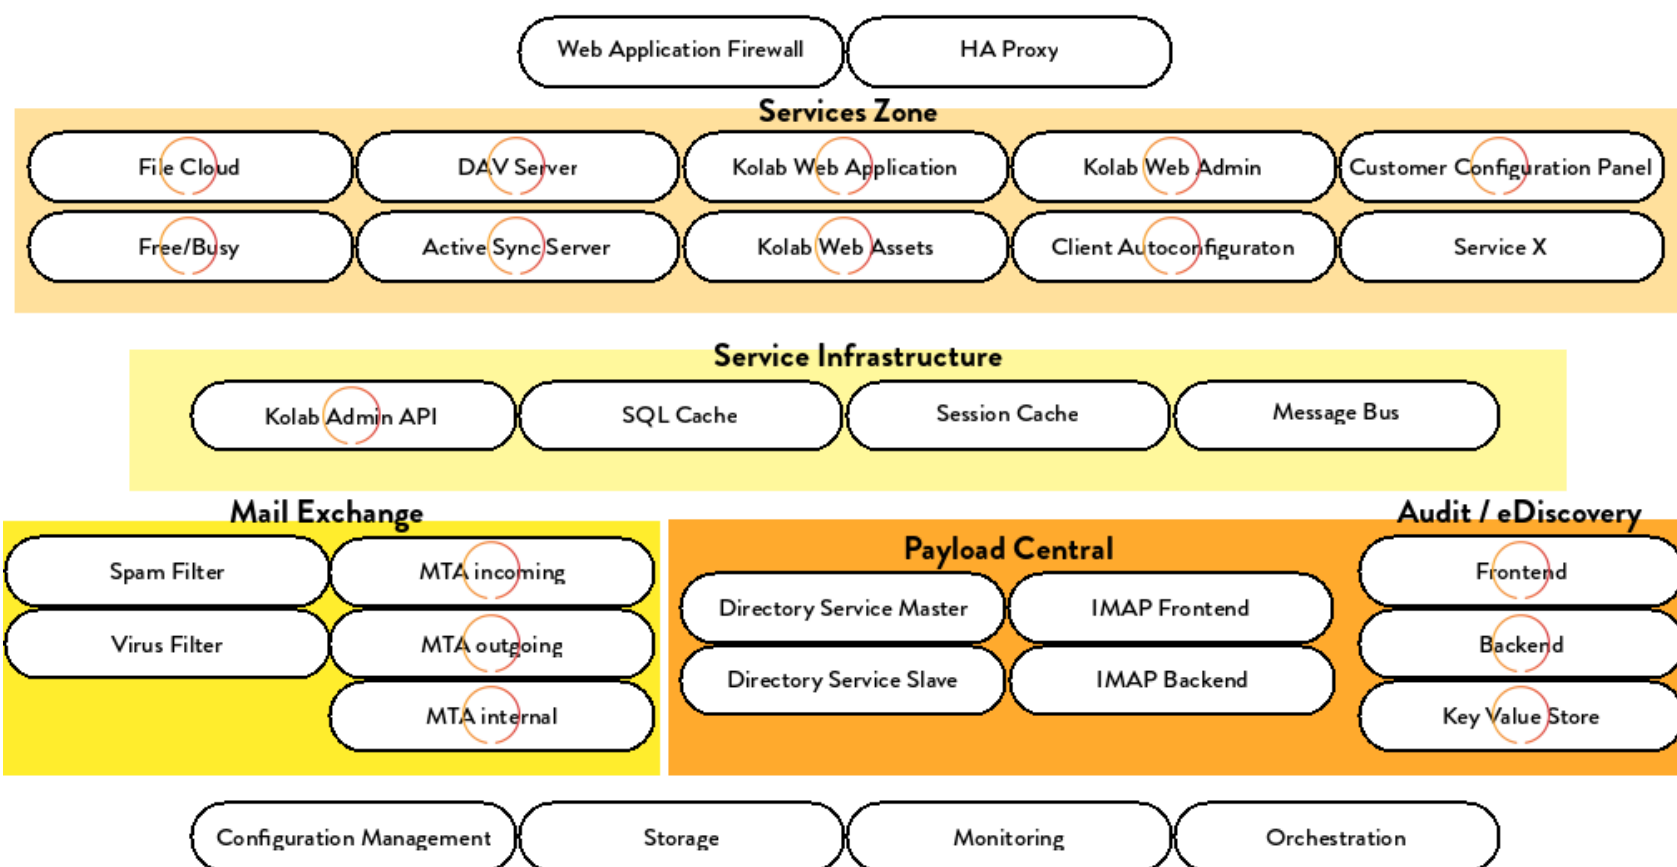 Web Application Firewall
HA Proxy
Services Zone
File Cloud
DAV Server
Kolab Web Application
Kolab Web Admin
Customer Configuration Panel
Free/Busy
Active Sync Server
Kolab Web Assets
Client Autoconfiguraton
Service X
Service Infrastructure
Kolab Admin API
SQL Cache
Session Cache
Message Bus
Mail Exchange
Spam Filter
MTA incoming
Virus Filter
MTA outgoing
MTA internal
Payload Central
Directory Service Master
IMAP Frontend
Directory Service Slave
IMAP Backend
Audit / eDiscovery
Frontend
Backend
Key Value Store
Configuration Management
Storage
Monitoring
Orchestration